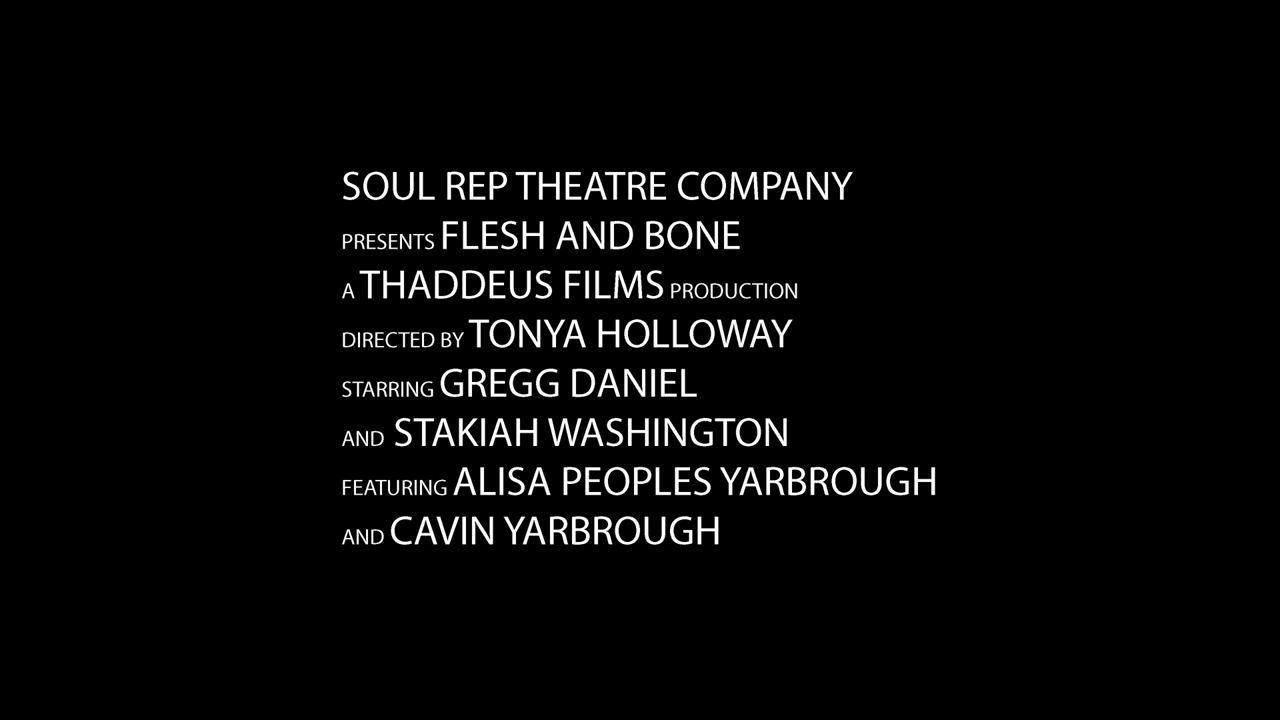 SOUL REP THEATRE COMPANY
PRESENTS FLESH AND BONE
A THADDEUS FILMS PRODUCTION
DIRECTED BY TONYA HOLLOWAY
STARRING GREGG DANIEL
AND STAKIAH WASHINGTON
FEATURING ALISA PEOPLES YARBROUGH
AND CAVIN YARBROUGH